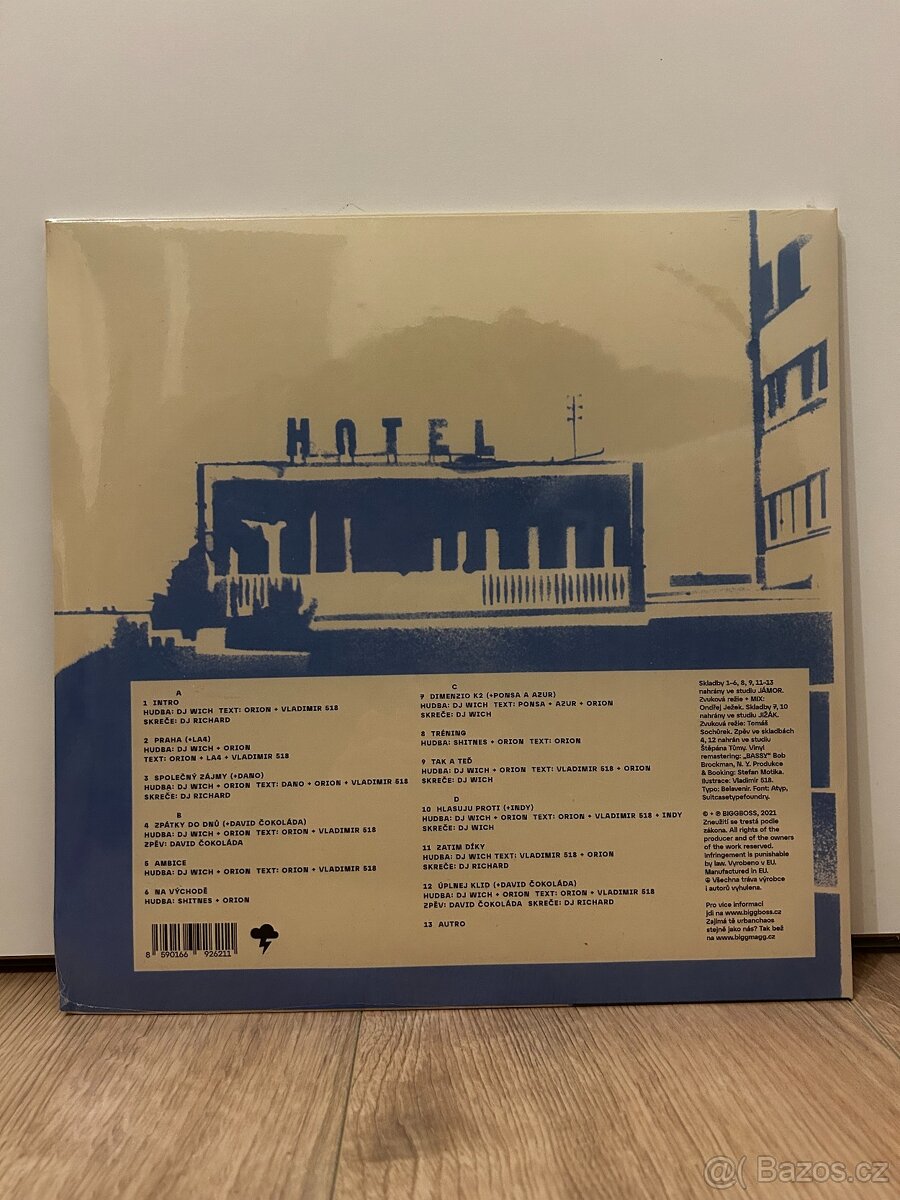 HOTEL
A
1 INTRO
HUDBA: DJ WICH TEXT: ORION + VLADIMIR 518
SKREČE: DJ RICHARD
2 PRAHA (+LA4)
HUDBA: DJ WICH + ORION
TEXT: ORION + LA4 + VLADIMIR 518
3 SPOLEČNÝ ZÁJMY (+DANO)
HUDBA: DJ WICH + ORION TEXT: DANO + ORION + VLADIMIR 518
SKREČE: DJ RICHARD
B
4 ZPÁTKY DO DNŮ (+DAVID ČOKOLÁDA)
HUDBA: DJ WICH + ORION TEXT: ORION + VLADIMIR 518
ZPĚV: DAVID ČOKOLÁDA
5 AMBICE
HUDBA: DJ WICH + ORION TEXT: ORION + VLADIMIR 518
6 NA VÝCHODĚ
HUDBA: SHITNES + ORION
8 590166 926211
C
7 DIMENZIO K2 (+PONSA A AZUR)
HUDBA: DJ WICH TEXT: PONSA + AZUR + ORION
SKREČE: DJ WICH
8 TRÉNING
HUDBA: SHITNES + ORION TEXT: ORION
9 TAK A TEĎ
HUDBA: DJ WICH + ORION TEXT: VLADIMIR 518 + ORION
SKREČE: DJ WICH
D
10 HLASUJU PROTI (+INDY)
HUDBA: DJ WICH + ORION TEXT: ORION + VLADIMIR 518 + INDY
SKREČE: DJ WICH
11 ZATIM DÍKY
HUDBA: DJ WICH TEXT: VLADIMIR 518 + ORION
SKREČE: DJ RICHARD
12 ÚPLNEJ KLID (+DAVID ČOKOLÁDA)
HUDBA: DJ WICH + ORION TEXT: ORION + VLADIMIR 518
ZPĚV: DAVID ČOKOLÁDA SKREČE: DJ RICHARD
13 AUTRO
Skladby 1–6, 8, 9, 11–13
nahrány ve studiu JÁMOR.
Zvuková režie + MIX:
Ondřej Ježek. Skladby 7, 10
nahrány ve studiu JIŽÁK.
Zvuková režie: Tomáš
Sochůrek. Zpěv ve skladbách
4, 12 nahrán ve studiu
Štěpána Tůmy. Vinyl
remastering: „BASSY" Bob
Brockman, N. Y. Produkce
& Booking: Stefan Motika.
Ilustrace: Vladimir 518.
Typo: Belavenir. Font: Atyp,
Suitcasetypefoundry.
© + ℗ BIGGBOSS, 2021
Zneužití se trestá podle
zákona. All rights of the
producer and of the owners
of the work reserved.
Infringement is punishable
by law. Vyrobeno v EU.
Manufactured in EU.
Všechna tráva výrobce
i autorů vyhulena.
Pro více informací
jdi na www.biggboss.cz
Zajímá tě urbanchaos
stejně jako nás? Tak bež
na www.biggmagg.cz
@( Bazos.cz